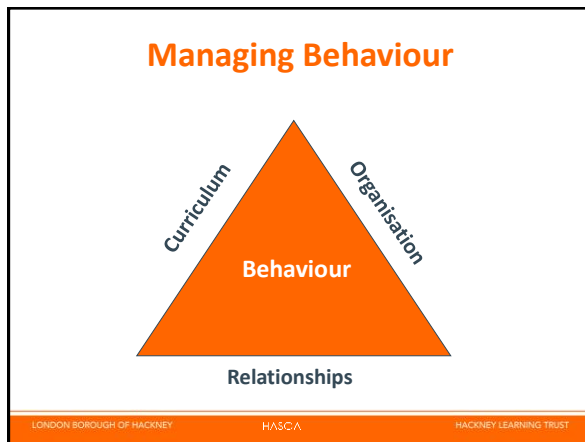 Managing Behaviour
Curriculum
Organisation
Behaviour
Relationships
LONDON BOROUGH OF HACKNEY
HASCA
HACKNEY LEARNING TRUST